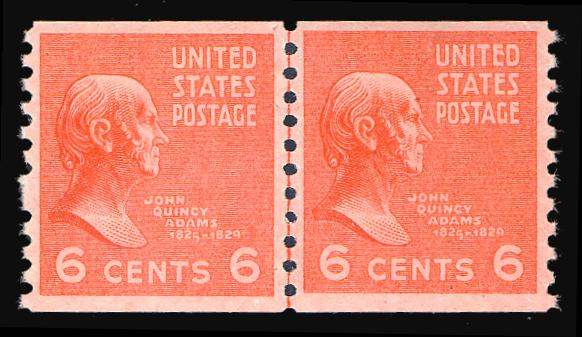 UNITED
STATES
POSTAGE
JOHN
QUINCY
ADAMS
1825-1829
6 CENTS 6
UNITED
STATES
POSTAGE
JOHN
QUINCY
ADAMS
1825-1829
6 CENTS 6